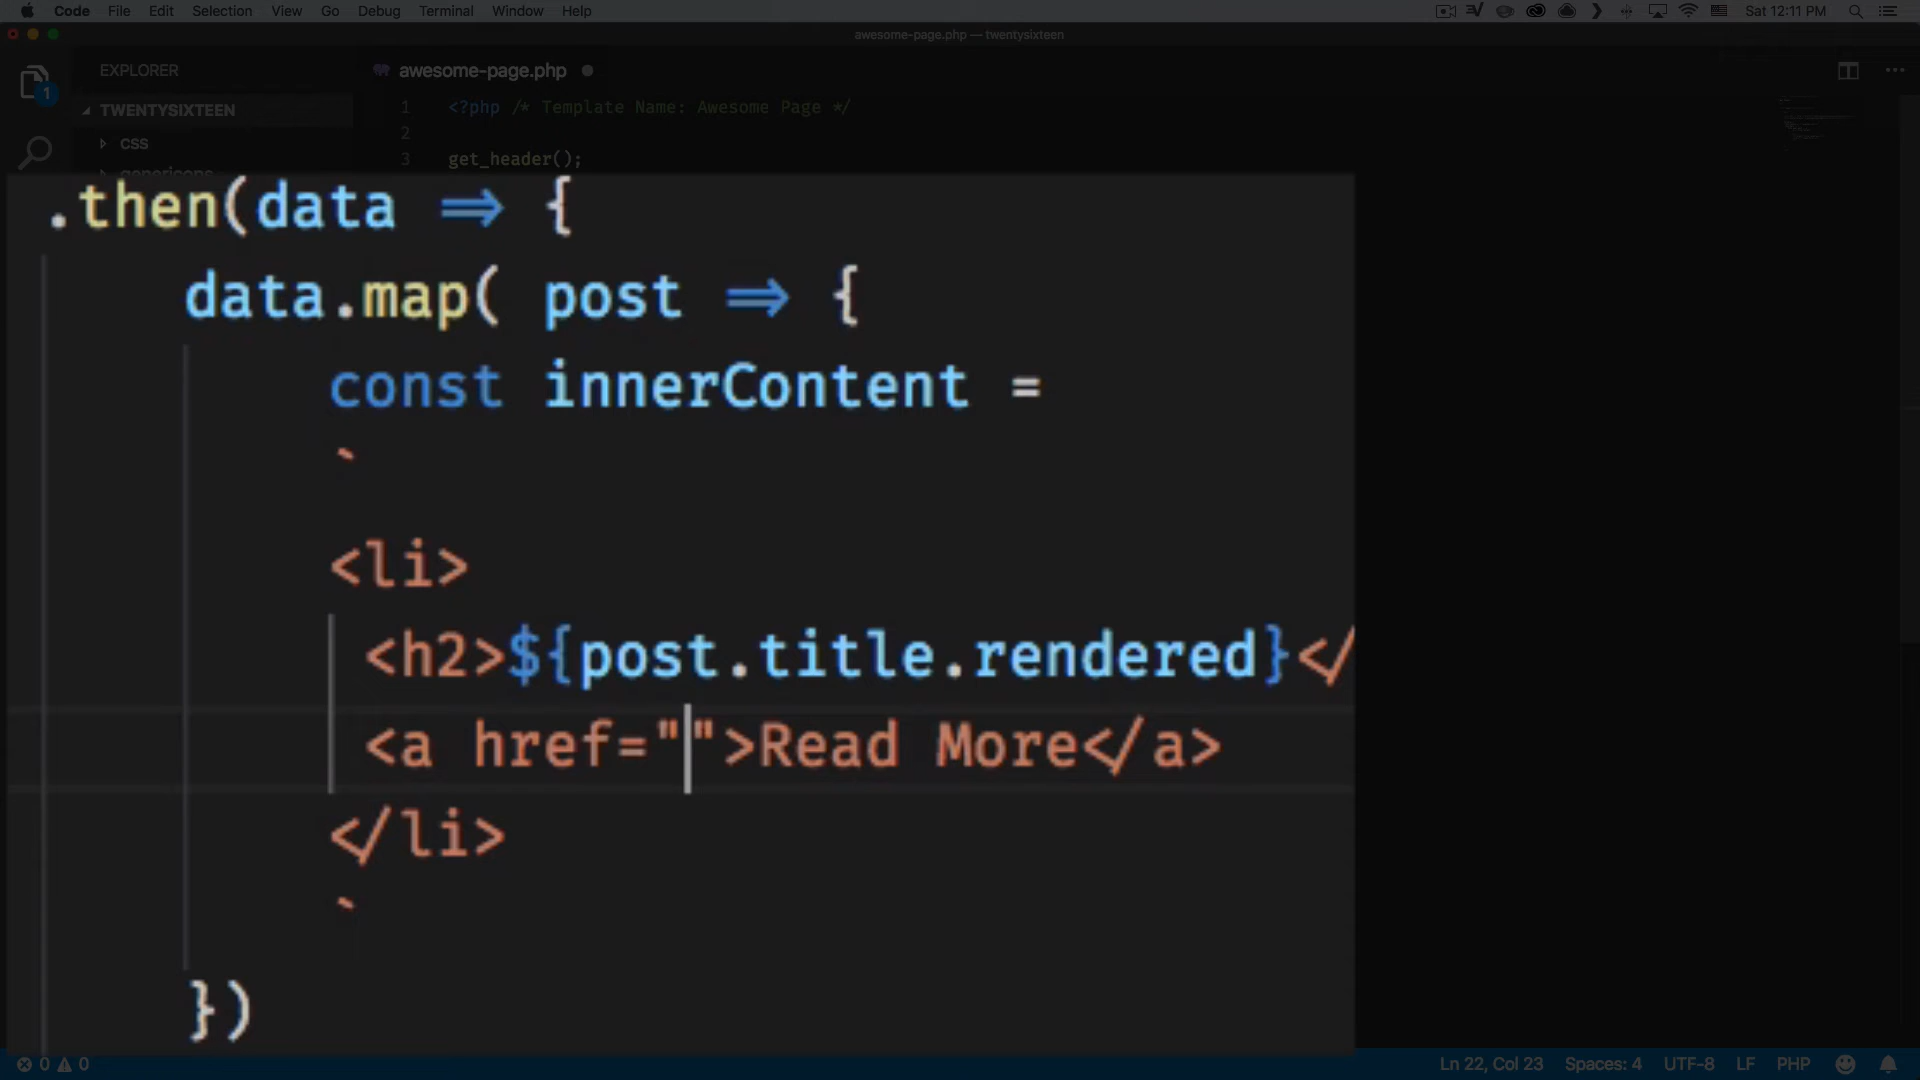 Code File Edit Selection View Go Debug Terminal Window Help Sat 12:11 PM
awesome-page.php — twentysixteen
EXPLORER
awesome-page.php
1
TWENTYSIXTEEN
1 <?php /* Template Name: Awesome Page */
2
CSS
3 get_header();
genericons
.then(data => {
data.map( post => {
const innerContent =
`
<li>
<h2>${post.title.rendered}</
<a href="">Read More</a>
</li>
`
})
0 0
Ln 22, Col 23 Spaces: 4 UTF-8 LF PHP